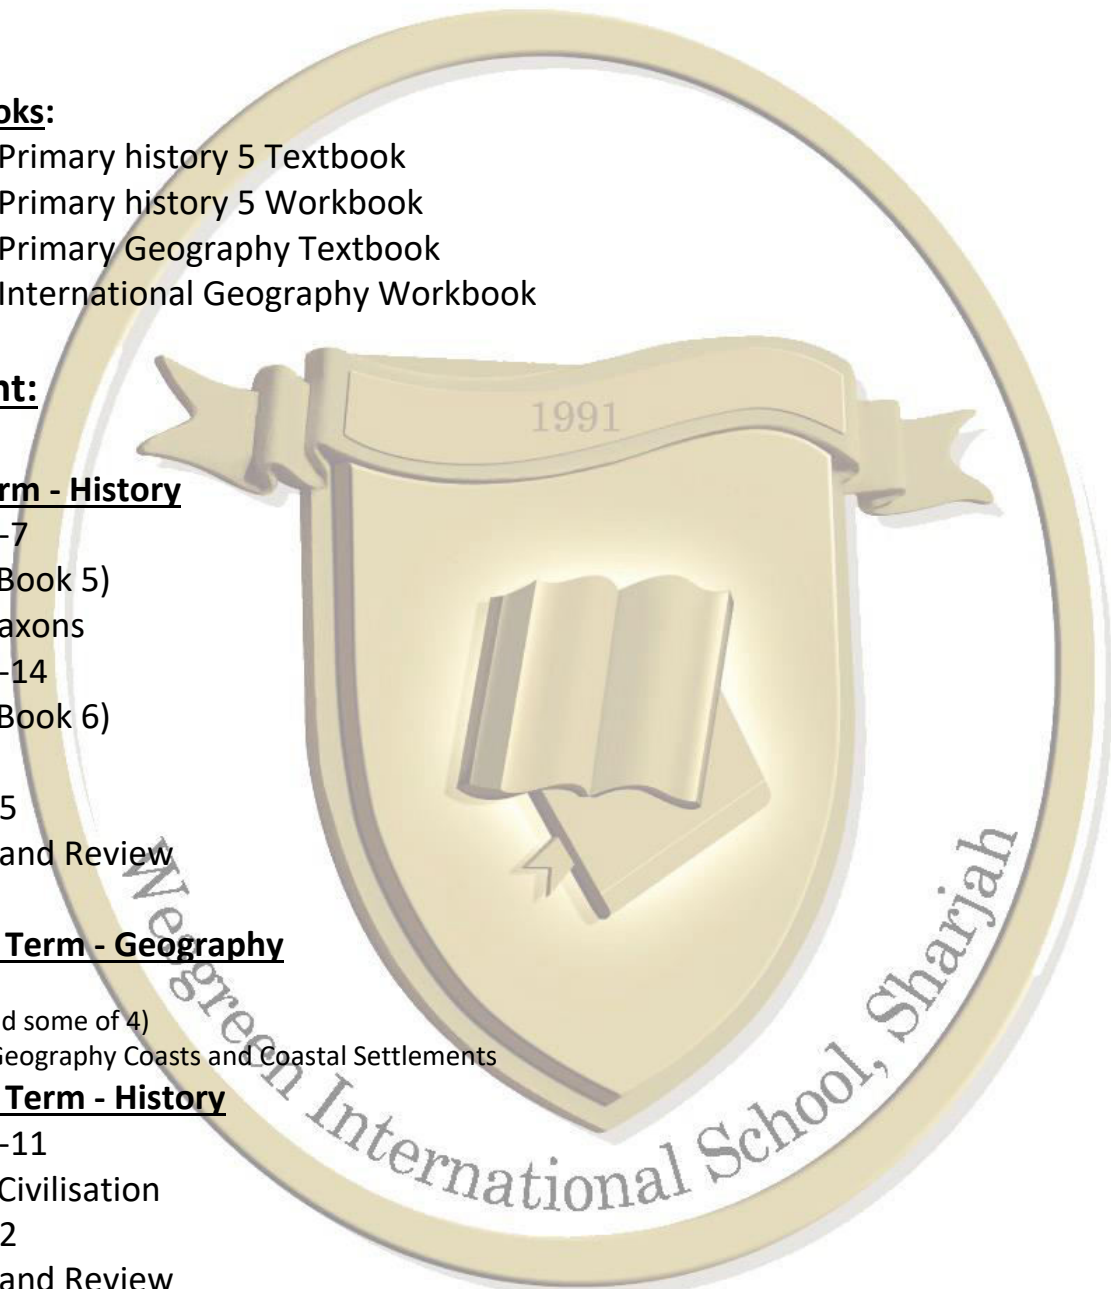 oks:
Primary history 5 Textbook
Primary history 5 Workbook
Primary Geography Textbook
International Geography Workbook
nt:
1991
rm - History
-7
Book 5)
axons
-14
Book 6)
5
and Review
Term - Geography
d some of 4)
Geography Coasts and Coastal Settlements
Term - History
-11
Civilisation
2
and Review
Wesgreen International School, Sharjah